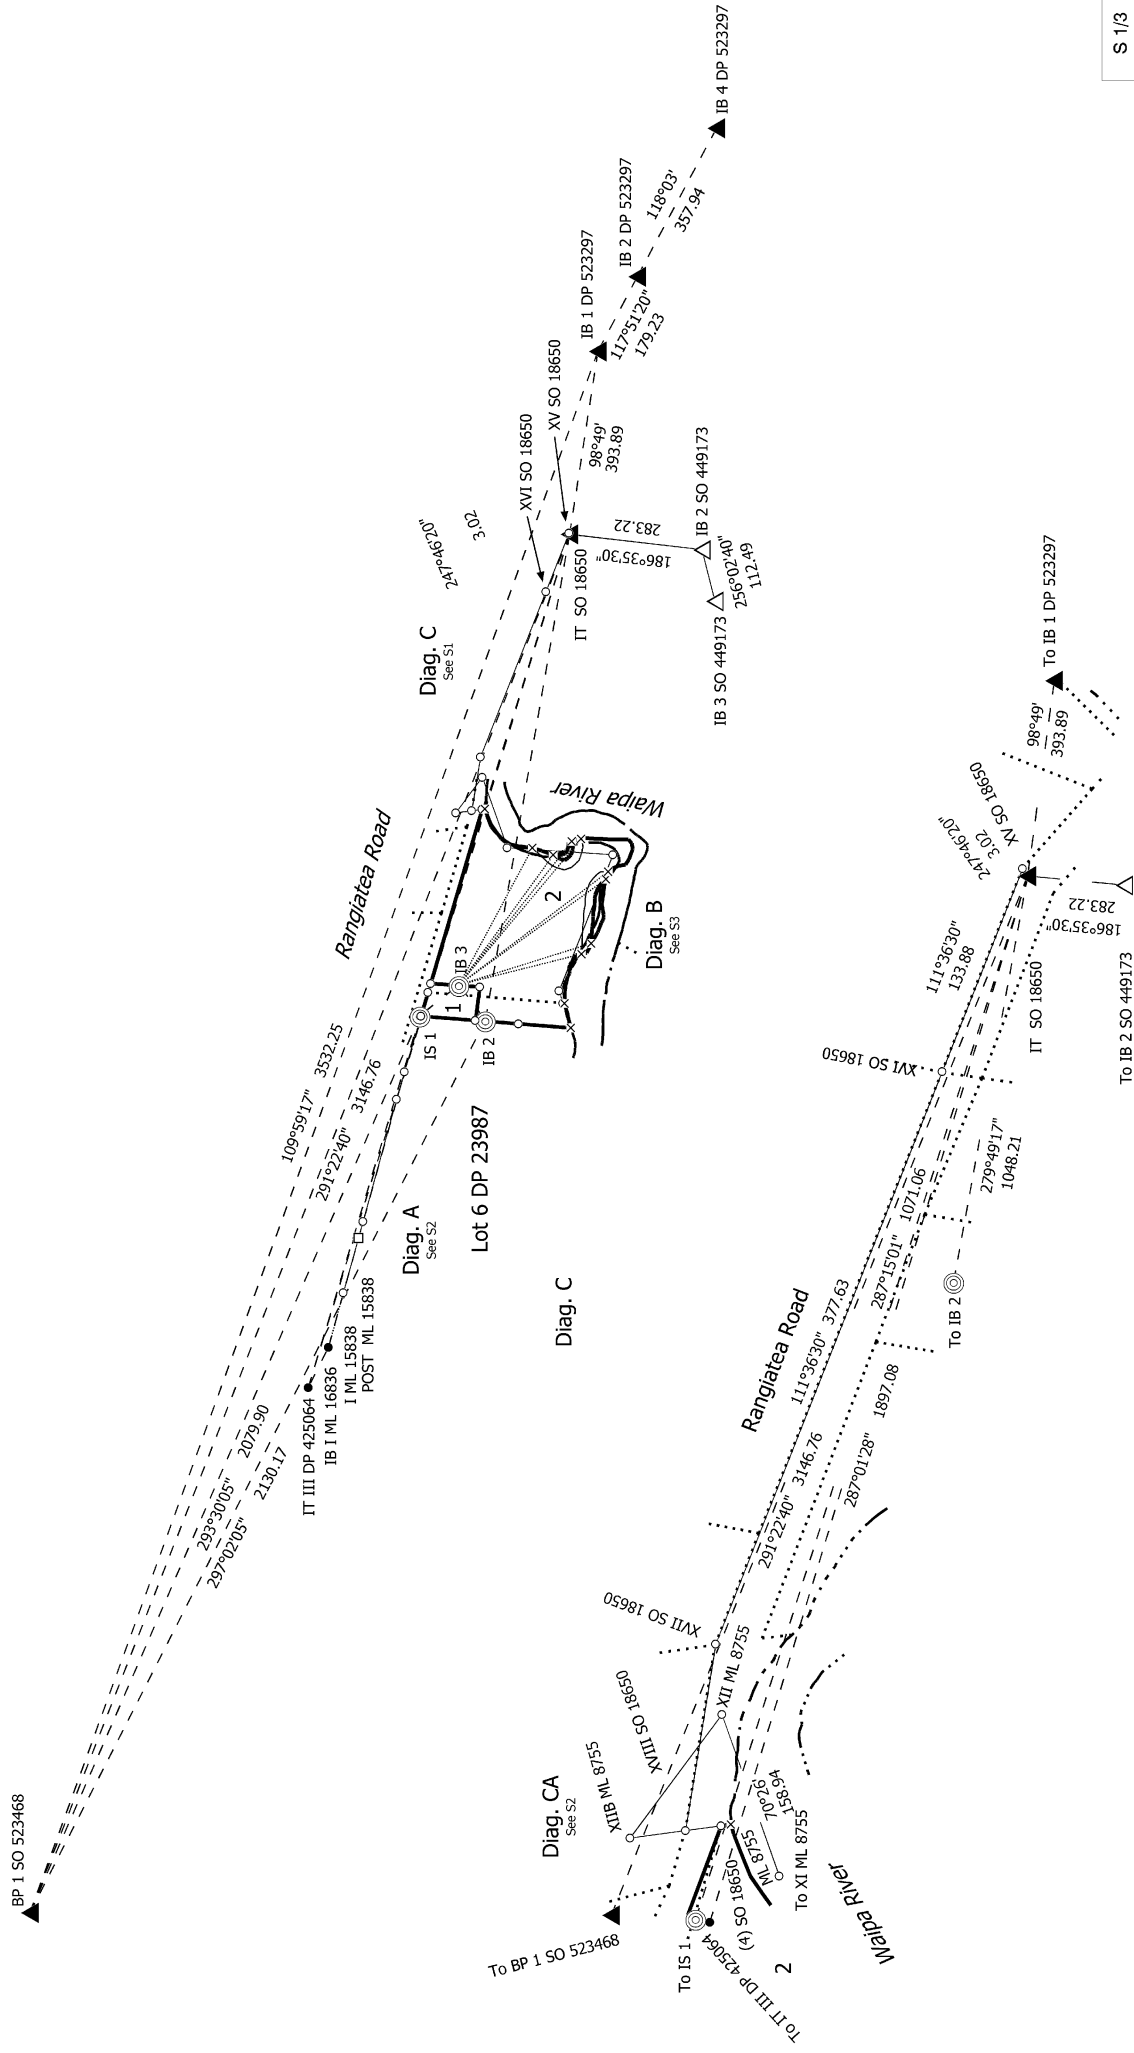 S 1/3
BP 1 SO 523468
109°59'17" 3532.25
291°22'40" 3146.76
293°30'05" 2079.90
297°02'05" 2130.17
IT III DP 425064
IB I ML 16836
I ML 15838
POST ML 15838
Rangiatea Road
Diag. A
See S2
Lot 6 DP 23987
IS 1
1
IB 3
IB 2
2
Diag. B
See S3
Waipa River
Diag. C
See S1
247°46'20"
3.02
XVI SO 18650
XV SO 18650
IT SO 18650
98°49'
393.89
186°35'30"
283.22
IB 2 SO 449173
256°02'40"
112.49
IB 3 SO 449173
IB 1 DP 523297
117°51'20"
179.23
IB 2 DP 523297
118°03'
357.94
IB 4 DP 523297
Diag. C
Diag. CA
See S2
To BP 1 SO 523468
XIIB ML 8755
XVIII SO 18650
XVII SO 18650
XII ML 8755
To IS 1
To IT III DP 425064
(4) SO 18650
ML 8755
70°26'
158.94
To XI ML 8755
2
Waipa River
Rangiatea Road
291°22'40" 3146.76
111°36'30" 377.63
287°01'28" 1897.08
287°15'01" 1071.06
To IB 2
279°49'17"
1048.21
XVI SO 18650
111°36'30"
133.88
IT SO 18650
247°46'20"
3.02
XV SO 18650
98°49'
393.89
To IB 1 DP 523297
186°35'30"
283.22
To IB 2 SO 449173